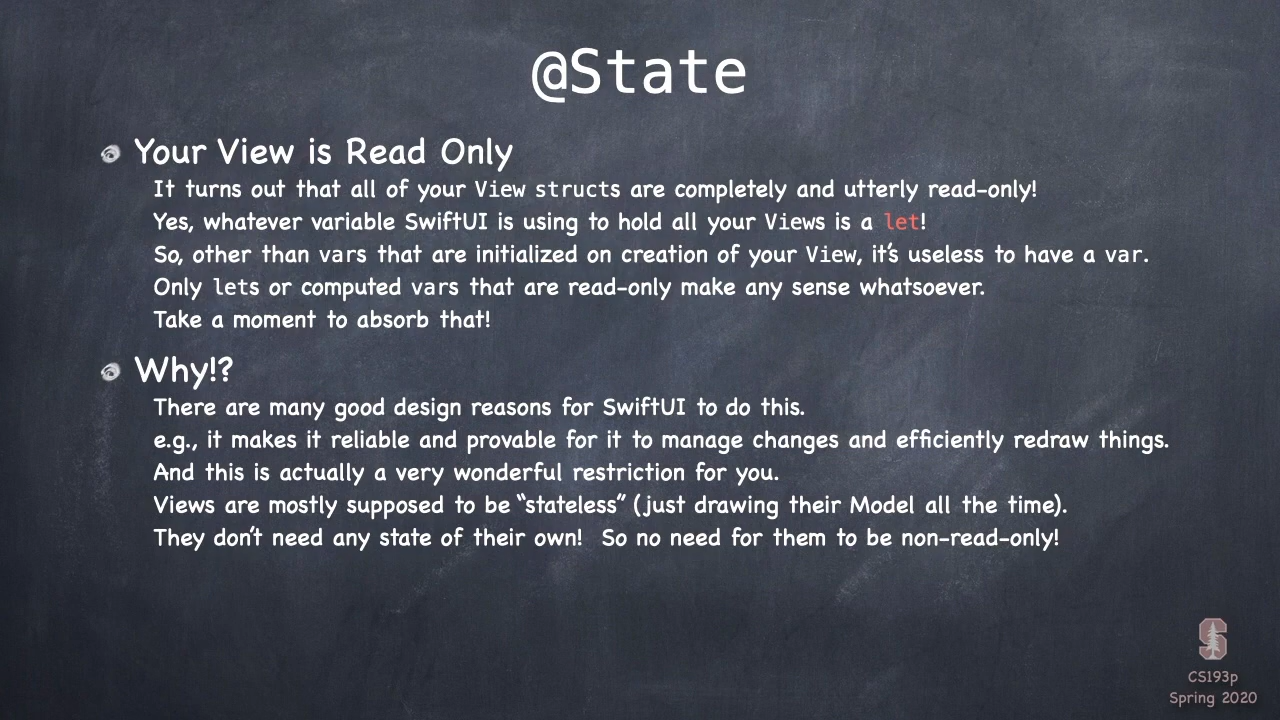 @State
Your View is Read Only
It turns out that all of your View structs are completely and utterly read-only!
Yes, whatever variable SwiftUI is using to hold all your Views is a let!
So, other than vars that are initialized on creation of your View, it's useless to have a var.
Only lets or computed vars that are read-only make any sense whatsoever.
Take a moment to absorb that!
Why!?
There are many good design reasons for SwiftUI to do this.
e.g., it makes it reliable and provable for it to manage changes and efficiently redraw things.
And this is actually a very wonderful restriction for you.
Views are mostly supposed to be “stateless” (just drawing their Model all the time).
They don't need any state of their own!  So no need for them to be non-read-only!
S
CS193p
Spring 2020